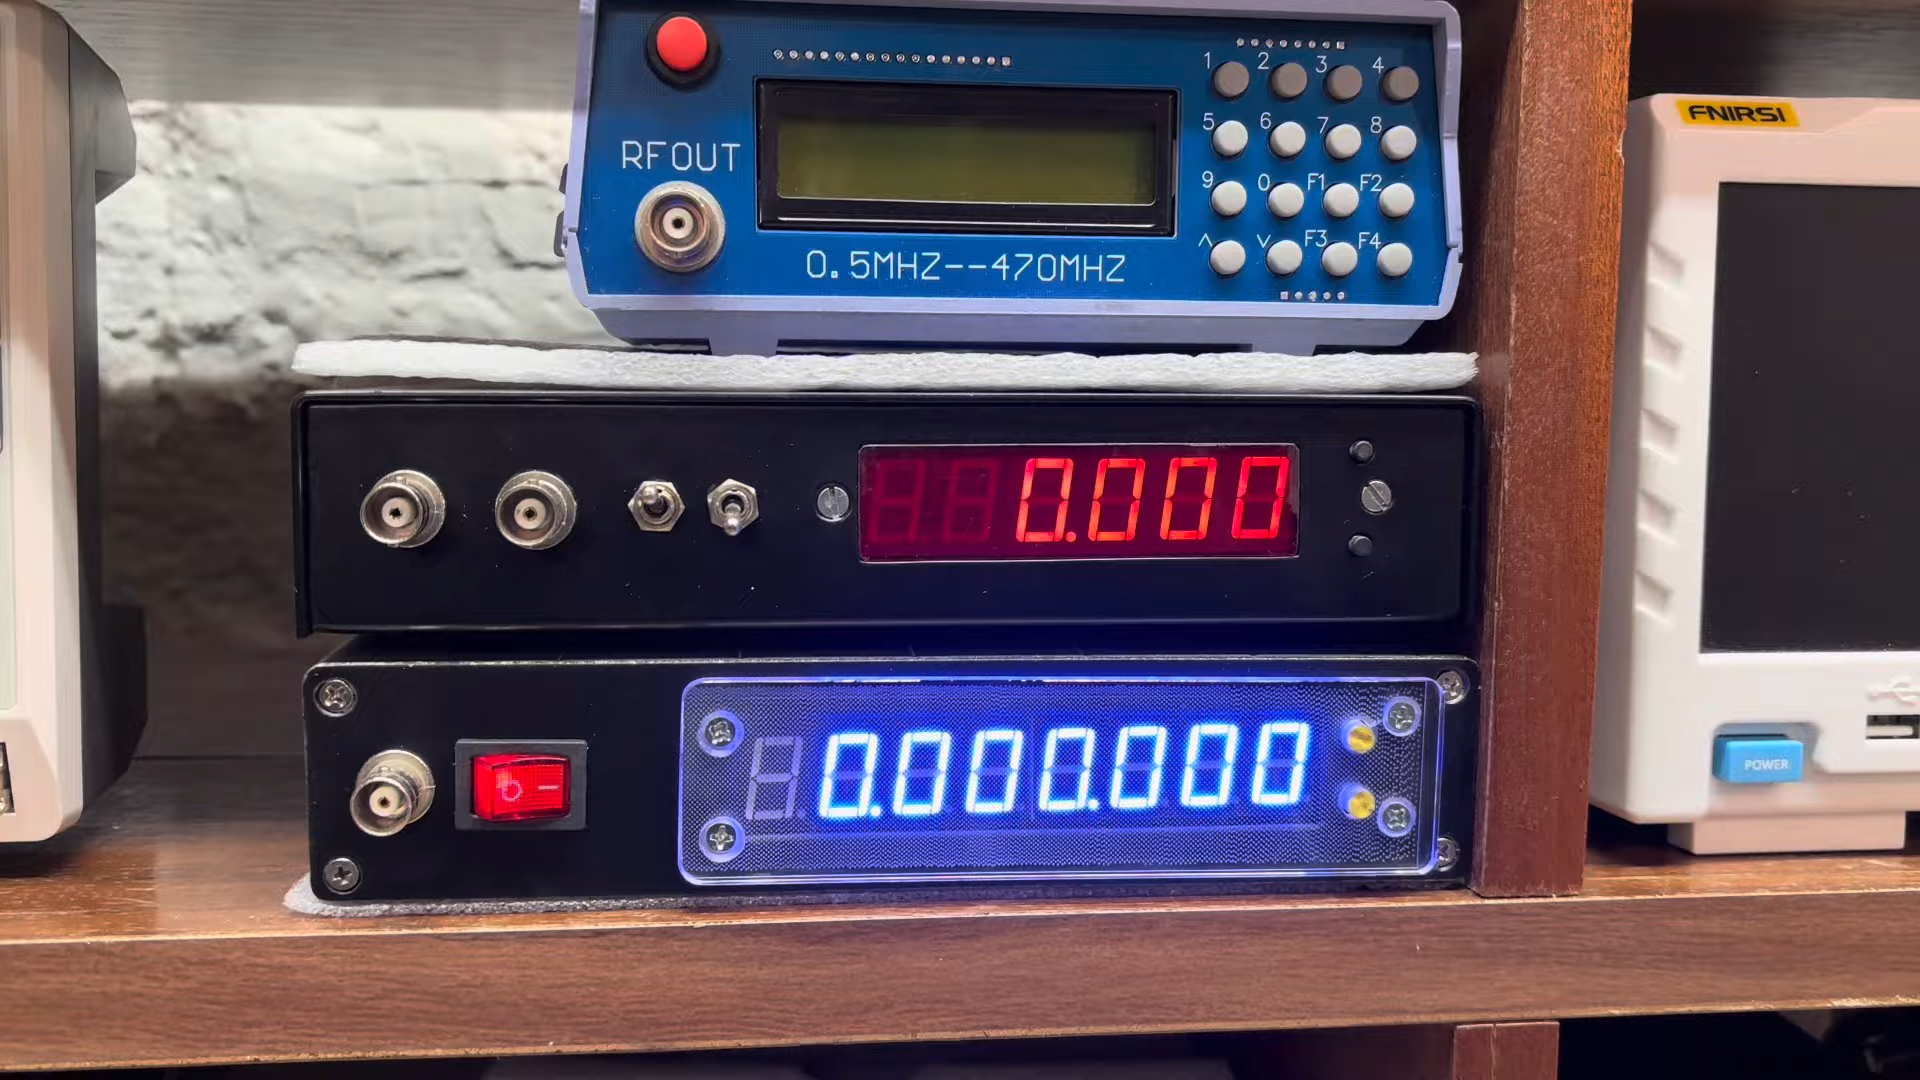 1 2 3 4
RFOUT
5 6 7 8
9 0 F1 F2
^ v F3 F4
0.5MHZ--470MHZ
FNIRSI
0.000
0.000.000
POWER